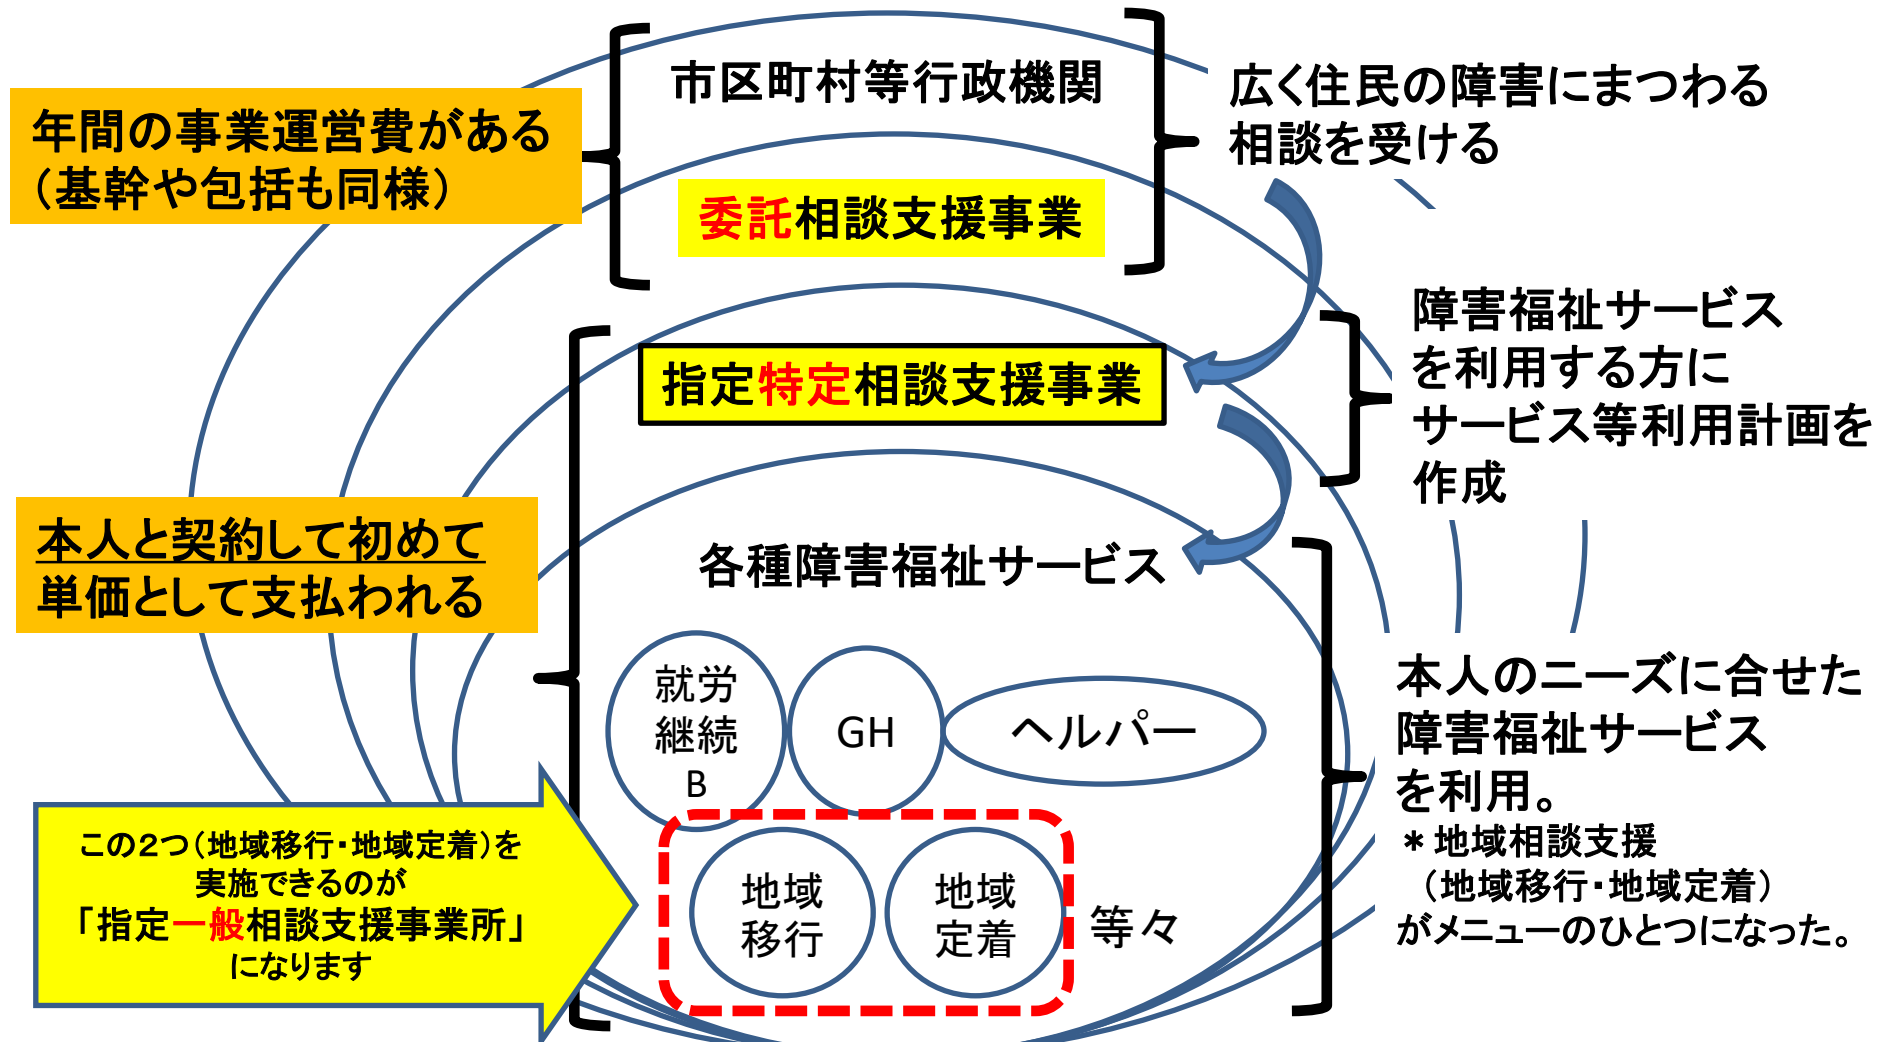 市区町村等行政機関
広く住民の障害にまつわる
相談を受ける
年間の事業運営費がある
（基幹や包括も同様）
委託相談支援事業
障害福祉サービス
を利用する方に
サービス等利用計画を
作成
指定特定相談支援事業
本人と契約して初めて
単価として支払われる
各種障害福祉サービス
就労
継続
B
GH
ヘルパー
本人のニーズに合せた
障害福祉サービス
を利用。
＊地域相談支援
（地域移行・地域定着）
がメニューのひとつになった。
この２つ（地域移行・地域定着）を
実施できるのが
「指定一般相談支援事業所」
になります
地域
移行
地域
定着
等々